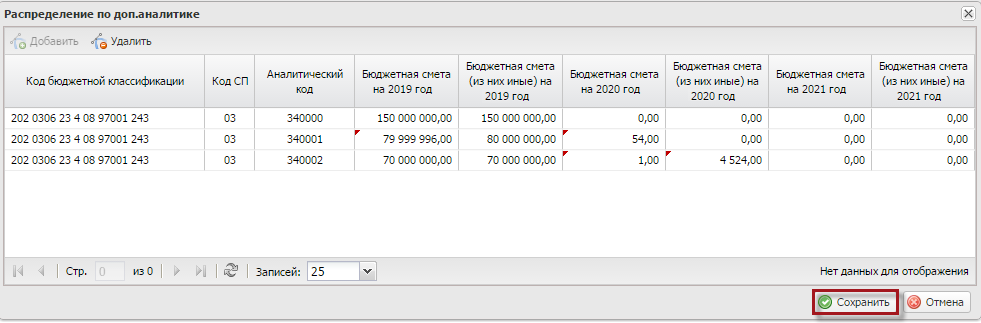 Распределение по доп.аналитике
Добавить Удалить
Код бюджетной классификации Код СП Аналитический код Бюджетная смета на 2019 год Бюджетная смета (из них иные) на 2019 год Бюджетная смета на 2020 год Бюджетная смета (из них иные) на 2020 год Бюджетная смета на 2021 год Бюджетная смета (из них иные) на 2021 год
202 0306 23 4 08 97001 243 03 340000 150 000 000,00 150 000 000,00 0,00 0,00 0,00 0,00
202 0306 23 4 08 97001 243 03 340001 79 999 996,00 80 000 000,00 54,00 0,00 0,00 0,00
202 0306 23 4 08 97001 243 03 340002 70 000 000,00 70 000 000,00 1,00 4 524,00 0,00 0,00
Стр. 0 из 0 Записей: 25 Нет данных для отображения
Сохранить Отмена